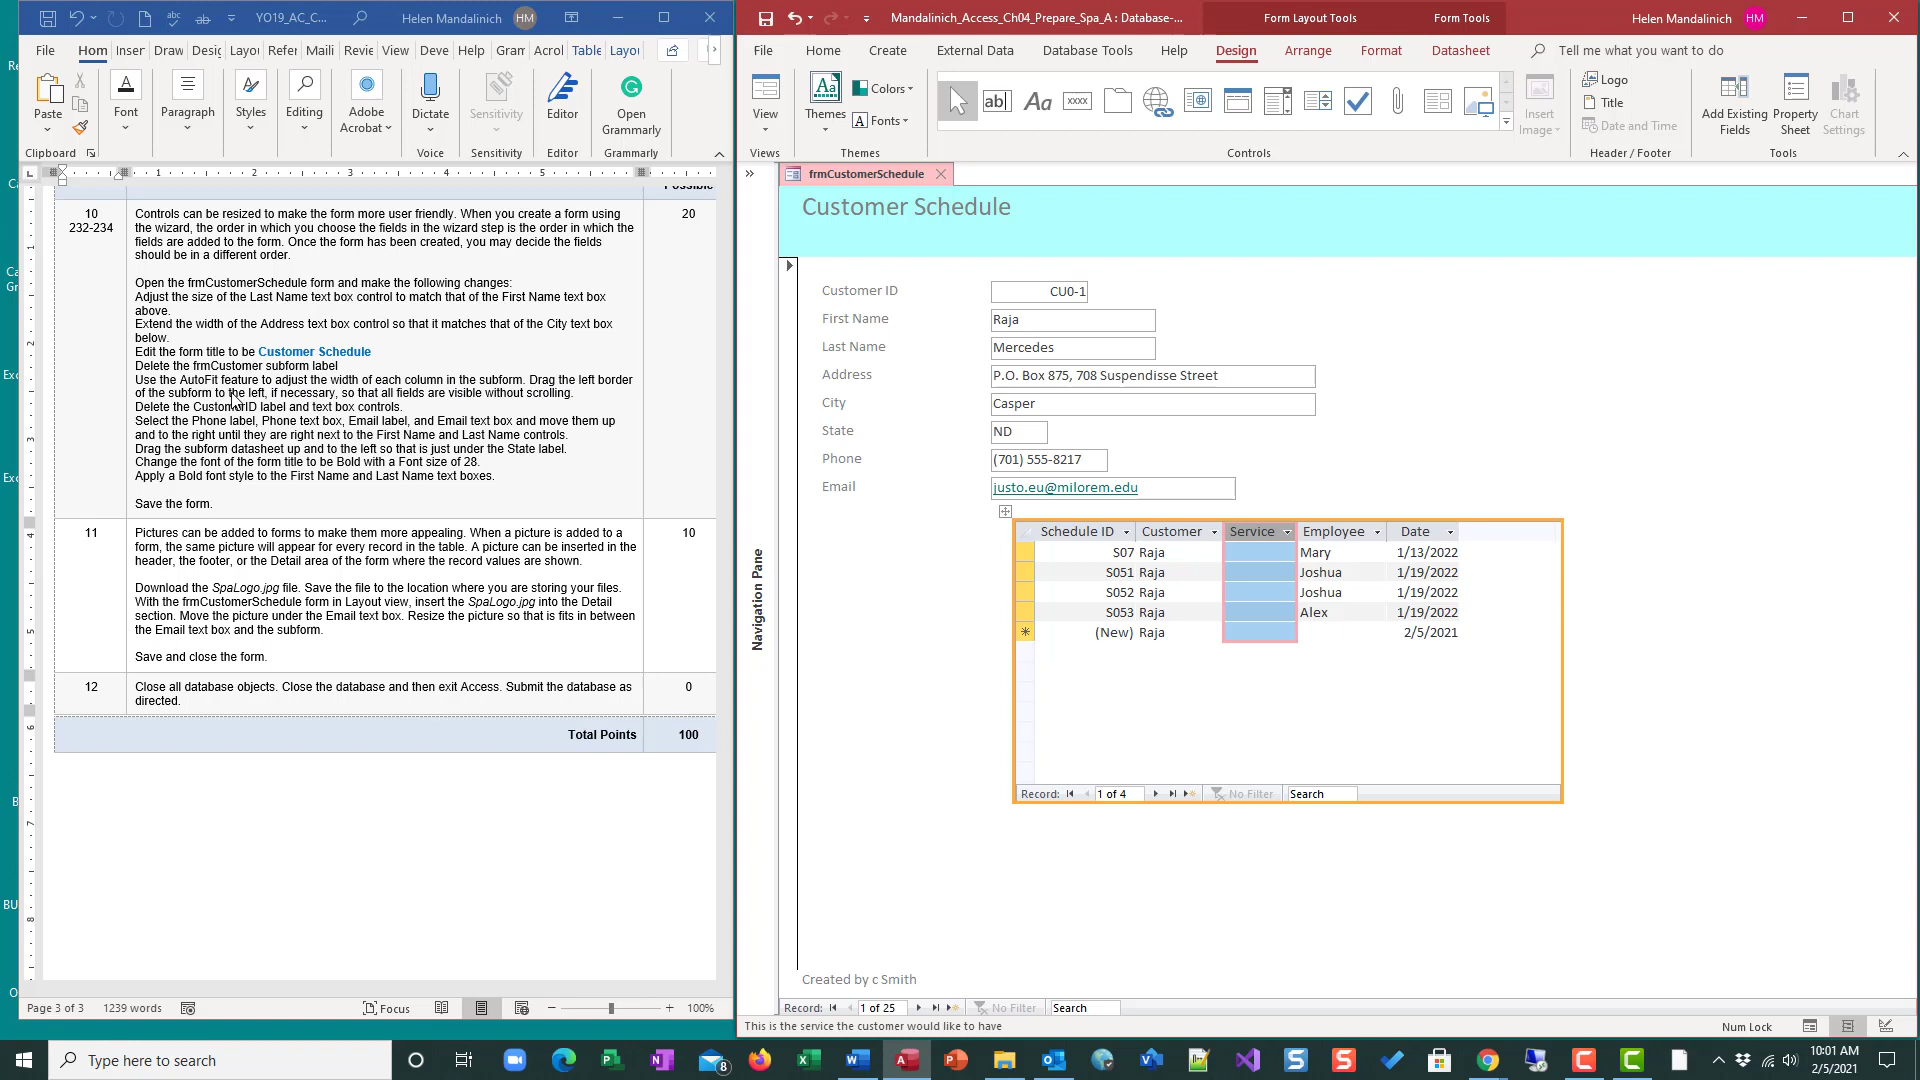 YO19_AC_C...
Helen Mandalinich
HM
File
Hom
Inser
Draw
Desig
Layou
Refer
Maili
Revie
View
Deve
Help
Gram
Acrol
Table
Layou
Paste
Font
Paragraph
Styles
Editing
Adobe
Acrobat
Dictate
Sensitivity
Editor
Open
Grammarly
Clipboard
Voice
Sensitivity
Editor
Grammarly
10
232-234
Controls can be resized to make the form more user friendly. When you create a form using
the wizard, the order in which you choose the fields in the wizard step is the order in which the
fields are added to the form. Once the form has been created, you may decide the fields
should be in a different order.
20
Open the frmCustomerSchedule form and make the following changes:
Adjust the size of the Last Name text box control to match that of the First Name text box
above.
Extend the width of the Address text box control so that it matches that of the City text box
below.
Edit the form title to be Customer Schedule
Delete the frmCustomer subform label
Use the AutoFit feature to adjust the width of each column in the subform. Drag the left border
of the subform to the left, if necessary, so that all fields are visible without scrolling.
Delete the CustomerID label and text box controls.
Select the Phone label, Phone text box, Email label, and Email text box and move them up
and to the right until they are right next to the First Name and Last Name controls.
Drag the subform datasheet up and to the left so that is just under the State label.
Change the font of the form title to be Bold with a Font size of 28.
Apply a Bold font style to the First Name and Last Name text boxes.
Save the form.
11
Pictures can be added to forms to make them more appealing. When a picture is added to a
form, the same picture will appear for every record in the table. A picture can be inserted in the
header, the footer, or the Detail area of the form where the record values are shown.
10
Download the SpaLogo.jpg file. Save the file to the location where you are storing your files.
With the frmCustomerSchedule form in Layout view, insert the SpaLogo.jpg into the Detail
section. Move the picture under the Email text box. Resize the picture so that is fits in between
the Email text box and the subform.
Save and close the form.
12
Close all database objects. Close the database and then exit Access. Submit the database as
directed.
0
Total Points
100
Page 3 of 3
1239 words
Focus
100%
Mandalinich_Access_Ch04_Prepare_Spa_A : Database-...
Form Layout Tools
Form Tools
Helen Mandalinich
HM
File
Home
Create
External Data
Database Tools
Help
Design
Arrange
Format
Datasheet
Tell me what you want to do
View
Themes
Colors
Fonts
ab|
Aa
xxxx
Insert
Image
Logo
Title
Date and Time
Add Existing
Fields
Property
Sheet
Chart
Settings
Views
Themes
Controls
Header / Footer
Tools
frmCustomerSchedule
Navigation Pane
Customer Schedule
Customer ID
CU0-1
First Name
Raja
Last Name
Mercedes
Address
P.O. Box 875, 708 Suspendisse Street
City
Casper
State
ND
Phone
(701) 555-8217
Email
justo.eu@milorem.edu
Schedule ID Customer Service Employee Date
S07 Raja Mary 1/13/2022
S051 Raja Joshua 1/19/2022
S052 Raja Joshua 1/19/2022
S053 Raja Alex 1/19/2022
(New) Raja 2/5/2021
Record: 1 of 4 No Filter Search
Created by c Smith
Record: 1 of 25 No Filter Search
This is the service the customer would like to have
Num Lock
Type here to search
8
10:01 AM
2/5/2021